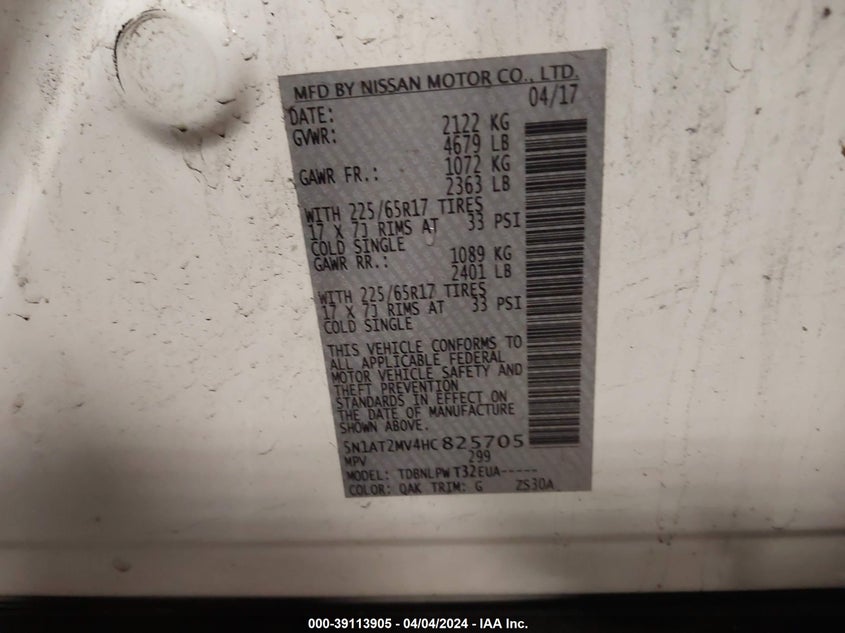 MFD BY NISSAN MOTOR CO., LTD.
DATE: 04/17
GVWR: 2122 KG
4679 LB
GAWR FR.: 1072 KG
2363 LB
WITH 225/65R17 TIRES
17 X 7J RIMS AT 33 PSI
COLD SINGLE
GAWR RR.: 1089 KG
2401 LB
WITH 225/65R17 TIRES
17 X 7J RIMS AT 33 PSI
COLD SINGLE
THIS VEHICLE CONFORMS TO
ALL APPLICABLE FEDERAL
MOTOR VEHICLE SAFETY AND
THEFT PREVENTION
STANDARDS IN EFFECT ON
THE DATE OF MANUFACTURE
SHOWN ABOVE.
5N1AT2MV4HC825705
MPV 299
MODEL: TDBNLPW T32EUA-----
COLOR: QAK TRIM: G ZS30A
000-39113905 - 04/04/2024 - IAA Inc.